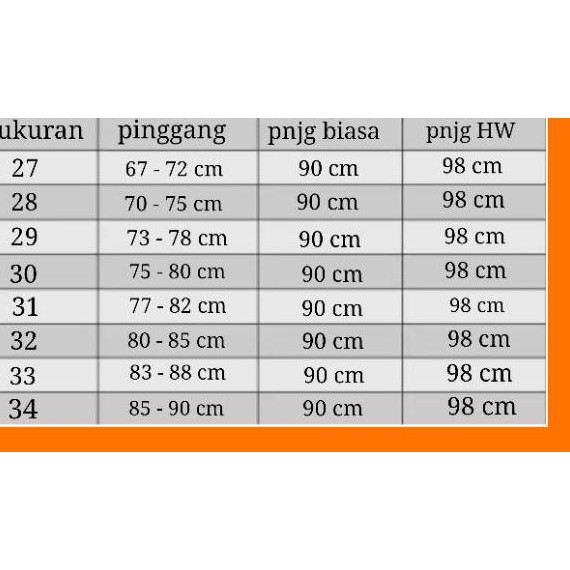 ukuran pinggang pnjg biasa pnjg HW
27 67 - 72 cm 90 cm 98 cm
28 70 - 75 cm 90 cm 98 cm
29 73 - 78 cm 90 cm 98 cm
30 75 - 80 cm 90 cm 98 cm
31 77 - 82 cm 90 cm 98 cm
32 80 - 85 cm 90 cm 98 cm
33 83 - 88 cm 90 cm 98 cm
34 85 - 90 cm 90 cm 98 cm